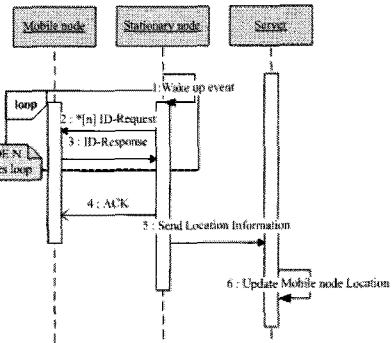 Mobile node
Stationary node
Server
1:Wake up event
loop
2 : *[n] ID-Request
3 : ID-Response
4 : ACK
5 : Send Location Information
6 : Update Mobile node Location